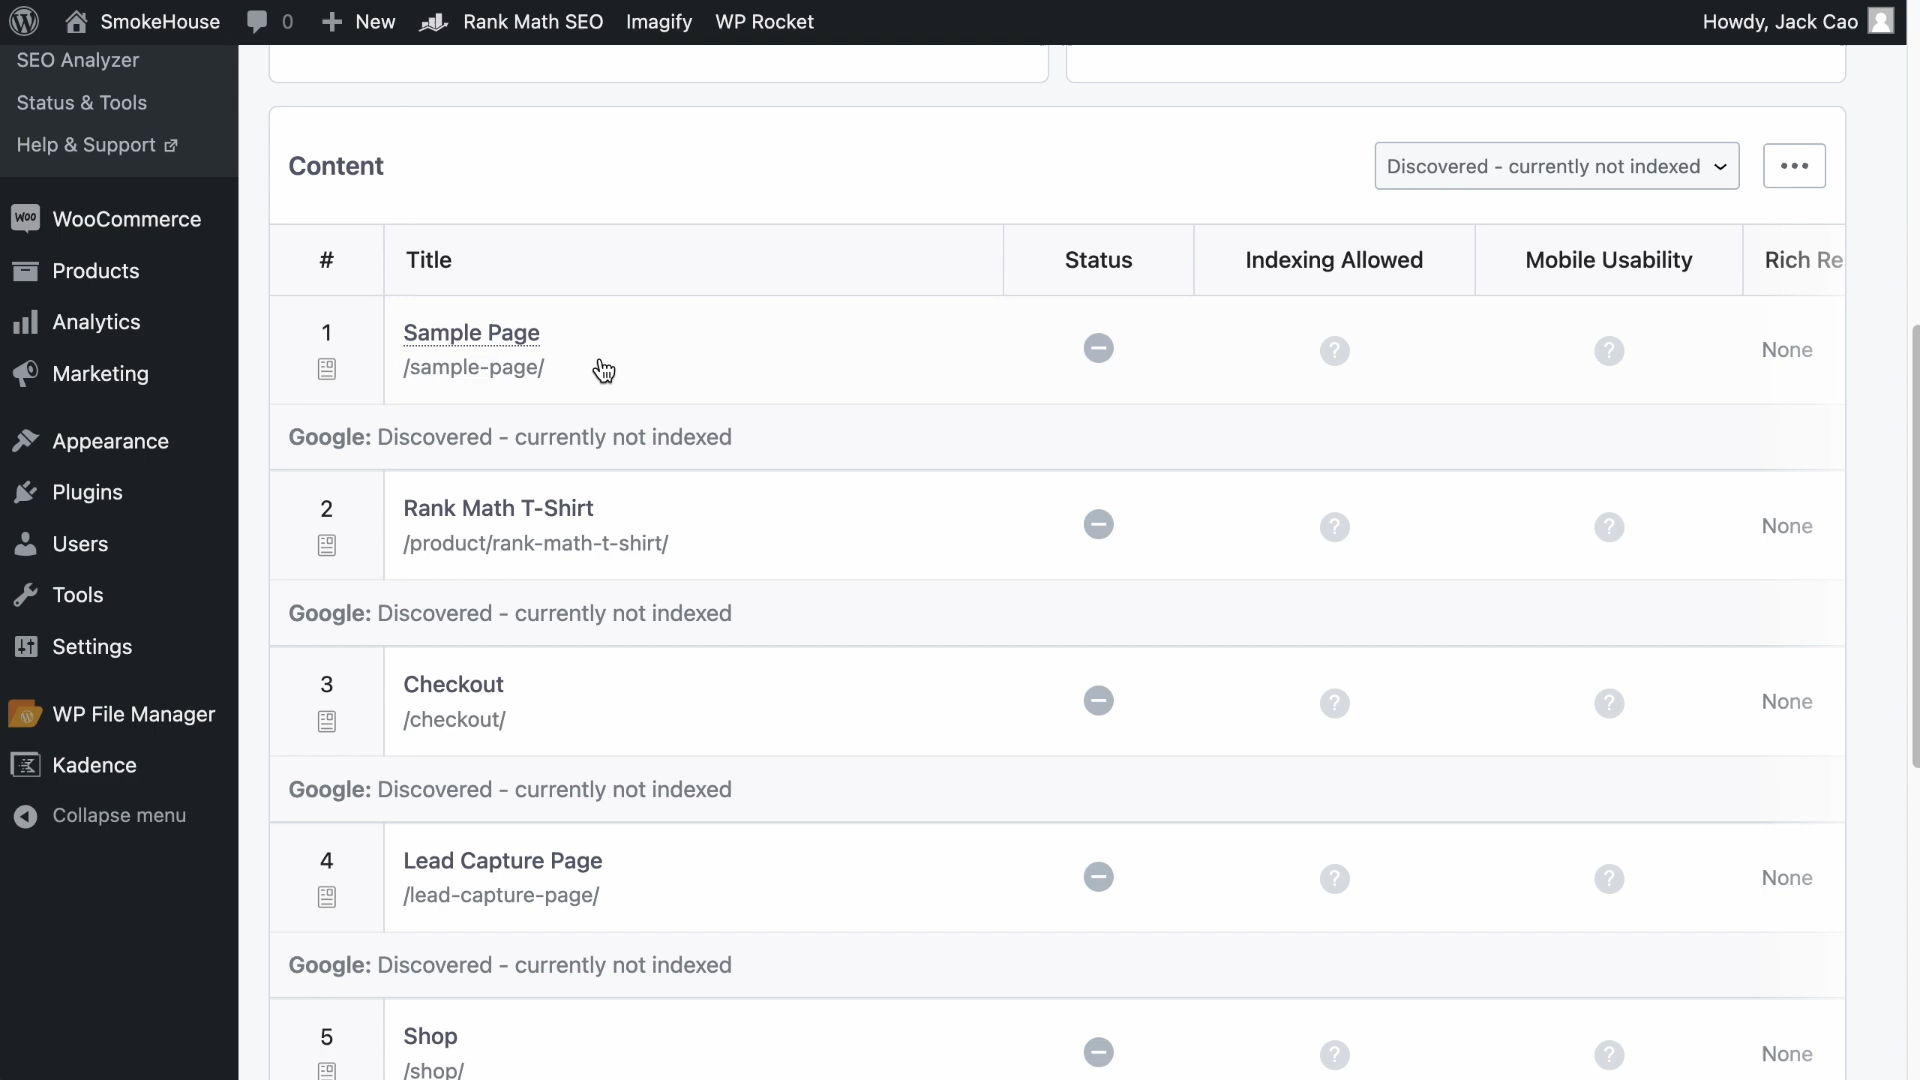 SmokeHouse 0 New Rank Math SEO Imagify WP Rocket Howdy, Jack Cao
SEO Analyzer
Status & Tools
Help & Support
WooCommerce
Products
Analytics
Marketing
Appearance
Plugins
Users
Tools
Settings
WP File Manager
Kadence
Collapse menu
Content Discovered - currently not indexed
# Title Status Indexing Allowed Mobile Usability Rich Re
1 Sample Page ? ? None
/sample-page/
Google: Discovered - currently not indexed
2 Rank Math T-Shirt ? ? None
/product/rank-math-t-shirt/
Google: Discovered - currently not indexed
3 Checkout ? ? None
/checkout/
Google: Discovered - currently not indexed
4 Lead Capture Page ? ? None
/lead-capture-page/
Google: Discovered - currently not indexed
5 Shop ? ? None
/shop/